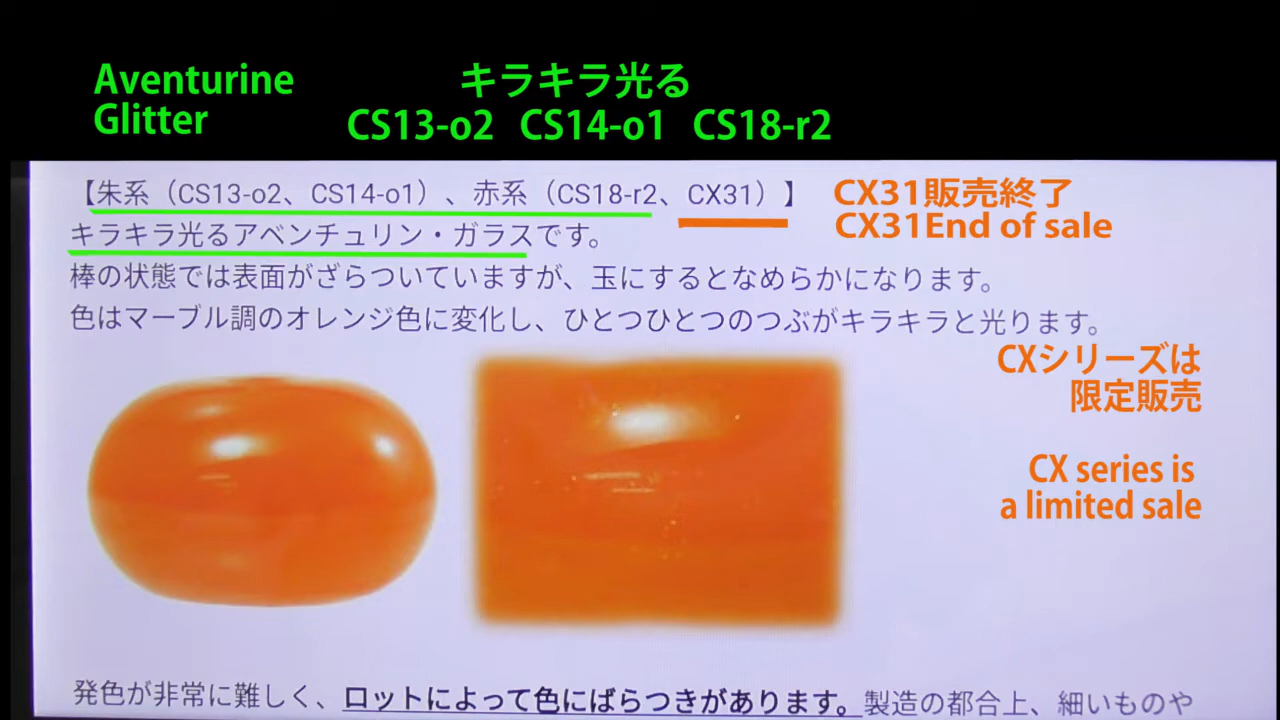 Aventurine
Glitter
キラキラ光る
CS13-o2 CS14-o1 CS18-r2
【朱系（CS13-o2、CS14-o1）、赤系（CS18-r2、CX31）】
CX31販売終了
CX31End of sale
キラキラ光るアベンチュリン・ガラスです。
棒の状態では表面がざらついていますが、玉にするとなめらかになります。
色はマーブル調のオレンジ色に変化し、ひとつひとつのつぶがキラキラと光ります。
CXシリーズは
限定販売
CX series is
a limited sale
発色が非常に難しく、ロットによって色にばらつきがあります。製造の都合上、細いものや